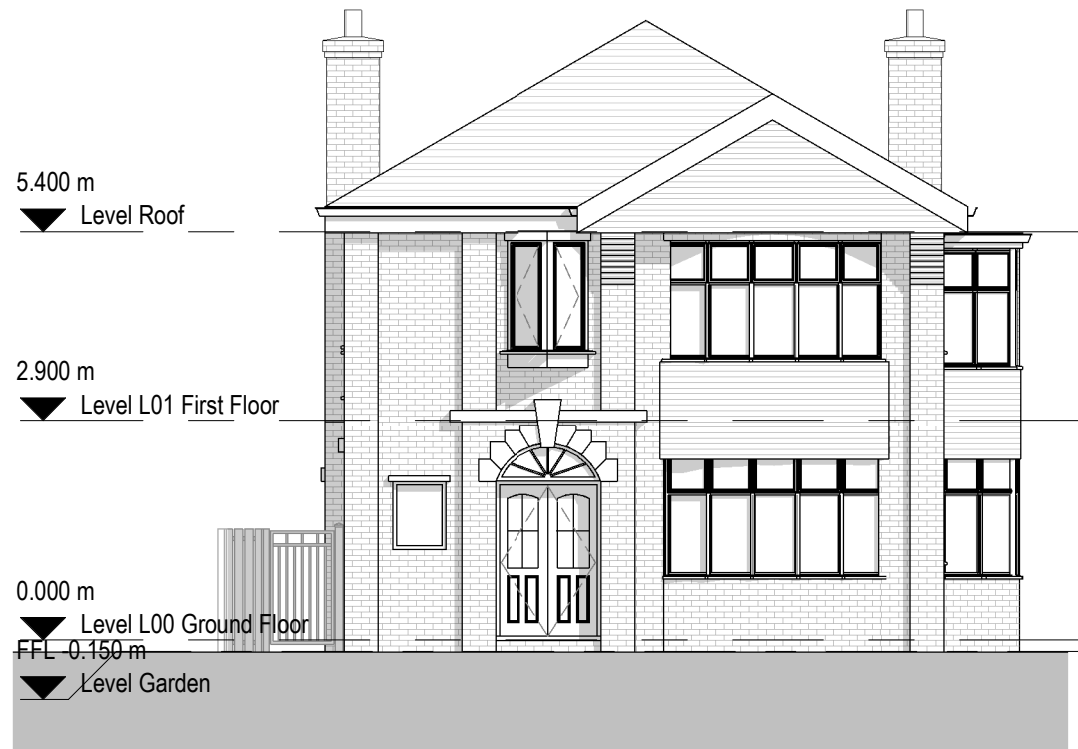 5.400 m
Level Roof
2.900 m
Level L01 First Floor
0.000 m
Level L00 Ground Floor
FFL -0.150 m
Level Garden